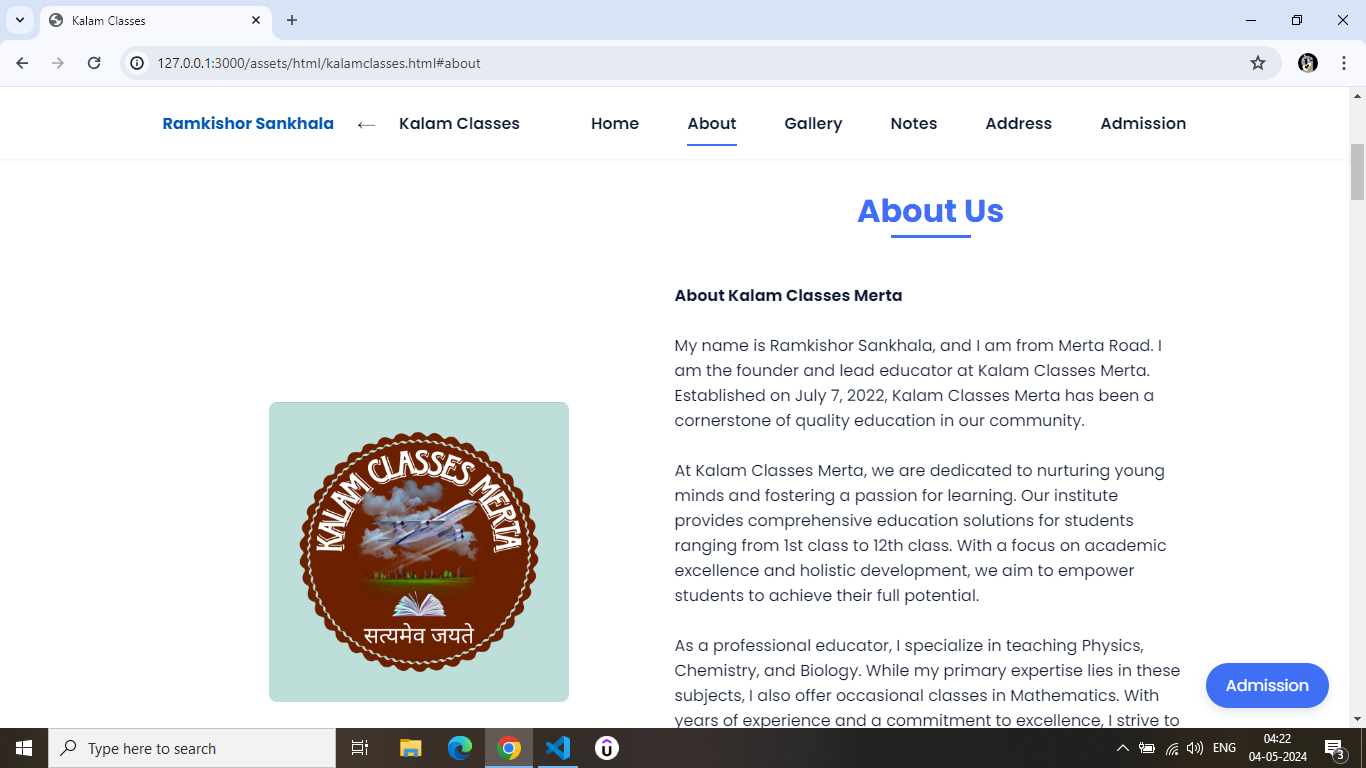 Kalam Classes
127.0.0.1:3000/assets/html/kalamclasses.html#about
Ramkishor Sankhala ← Kalam Classes Home About Gallery Notes Address Admission
About Us
About Kalam Classes Merta
My name is Ramkishor Sankhala, and I am from Merta Road. I
am the founder and lead educator at Kalam Classes Merta.
Established on July 7, 2022, Kalam Classes Merta has been a
cornerstone of quality education in our community.
At Kalam Classes Merta, we are dedicated to nurturing young
minds and fostering a passion for learning. Our institute
provides comprehensive education solutions for students
ranging from 1st class to 12th class. With a focus on academic
excellence and holistic development, we aim to empower
students to achieve their full potential.
As a professional educator, I specialize in teaching Physics,
Chemistry, and Biology. While my primary expertise lies in these
subjects, I also offer occasional classes in Mathematics. With
years of experience and a commitment to excellence, I strive to
KALAM CLASSES MERTA
सत्यमेव जयते
Admission
Type here to search
ENG
04:22
04-05-2024
3